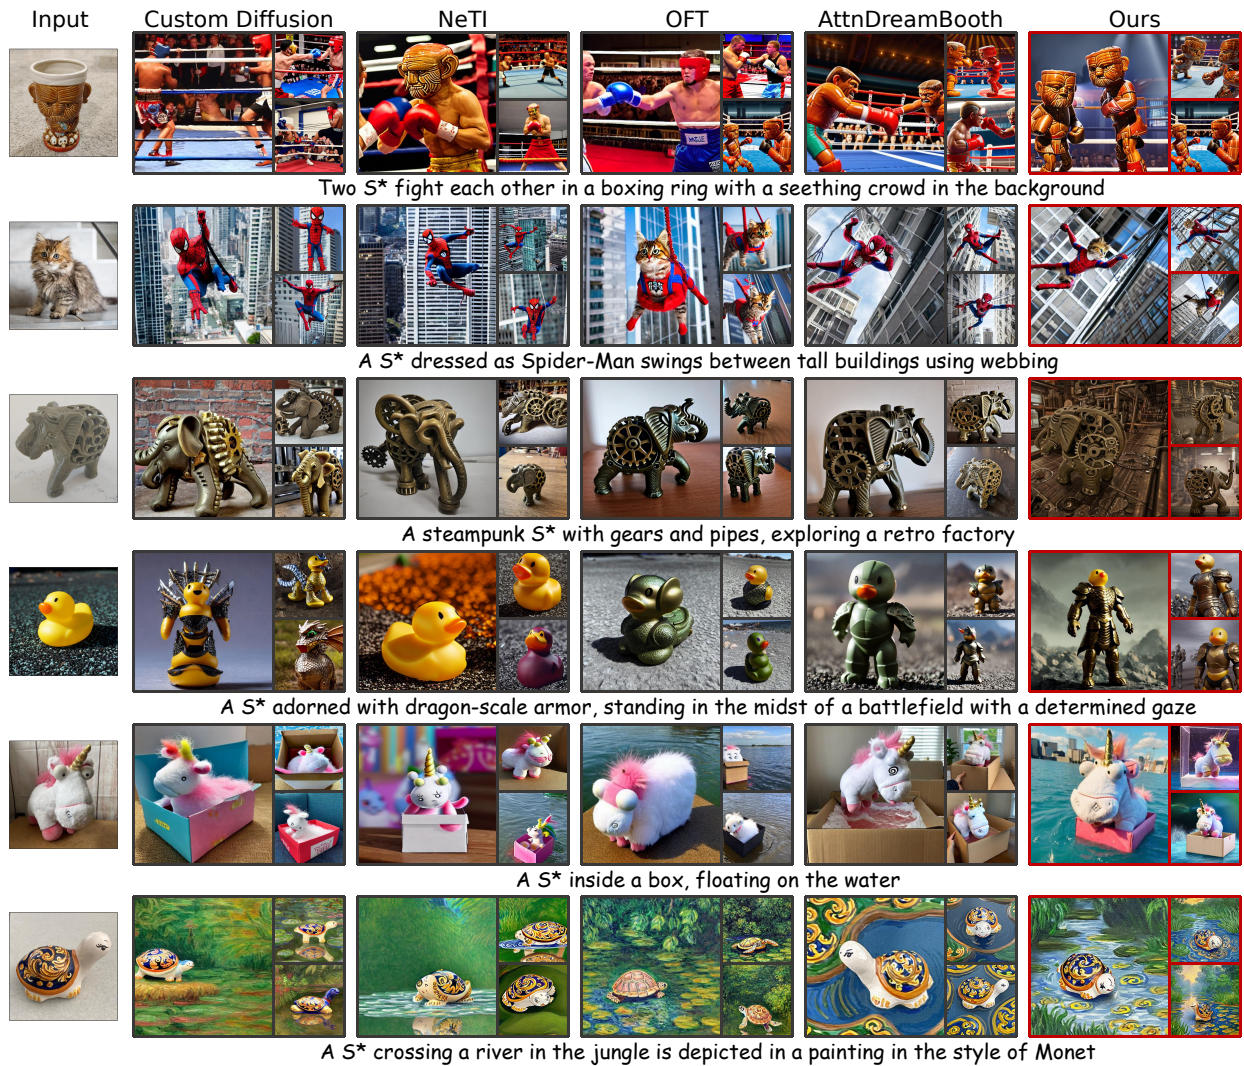 Input Custom Diffusion NeTI OFT AttnDreamBooth Ours
Two S* fight each other in a boxing ring with a seething crowd in the background
A S* dressed as Spider-Man swings between tall buildings using webbing
A steampunk S* with gears and pipes, exploring a retro factory
A S* adorned with dragon-scale armor, standing in the midst of a battlefield with a determined gaze
A S* inside a box, floating on the water
A S* crossing a river in the jungle is depicted in a painting in the style of Monet